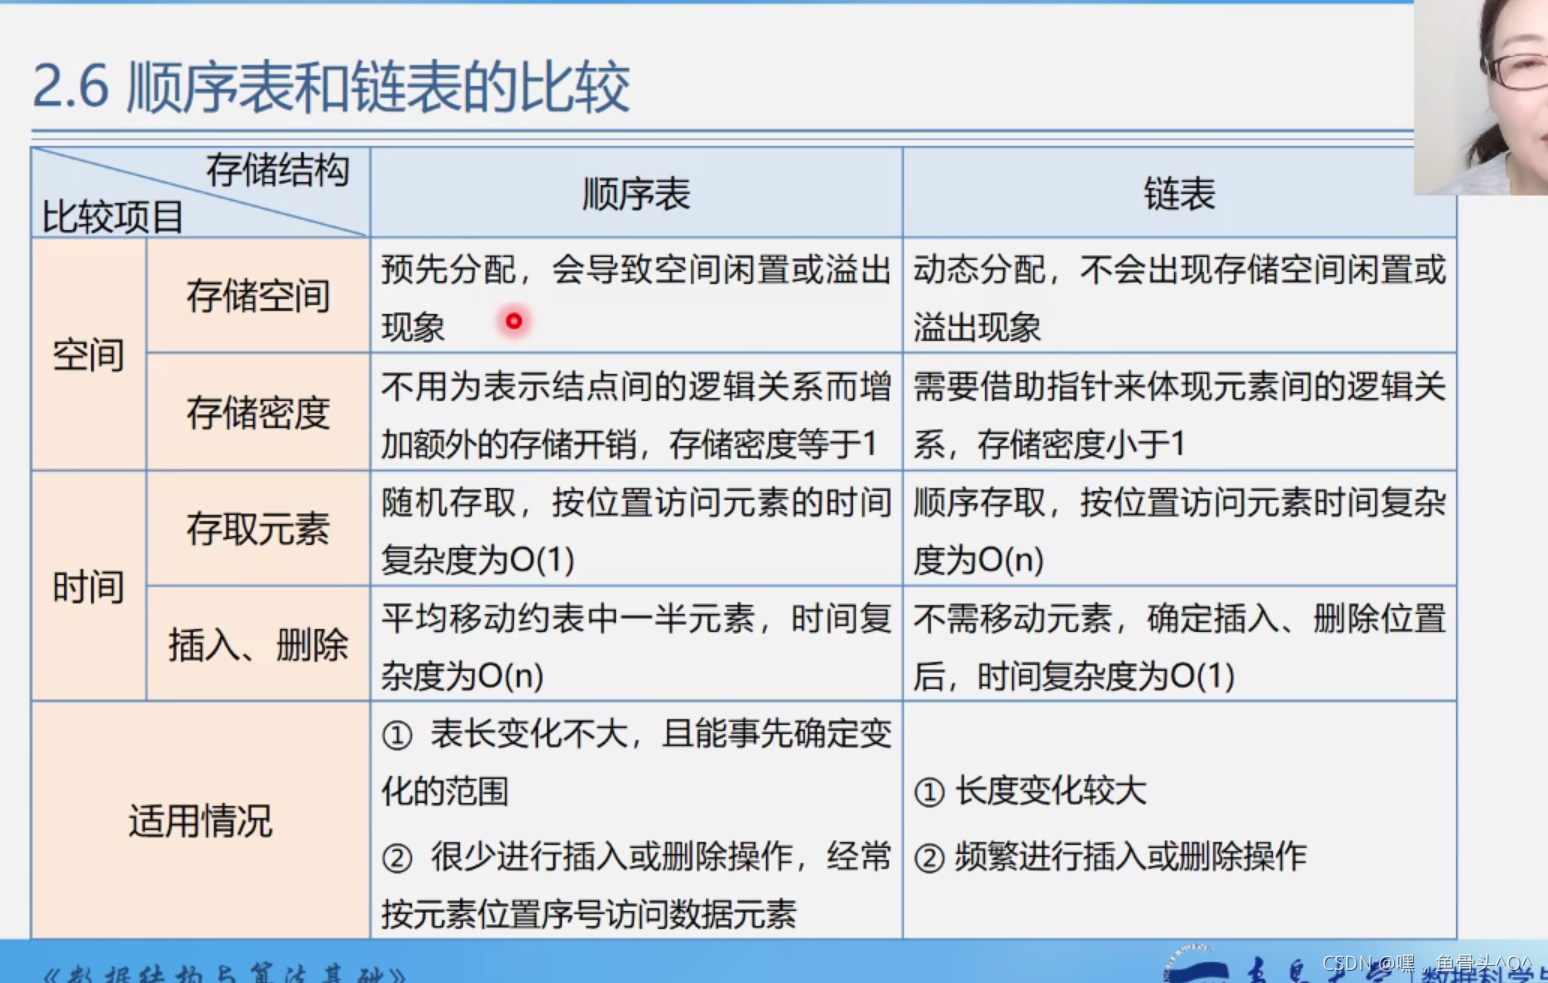 2.6 顺序表和链表的比较
存储结构
比较项目
顺序表
链表
空间
存储空间
预先分配，会导致空间闲置或溢出
现象
动态分配，不会出现存储空间闲置或
溢出现象
存储密度
不用为表示结点间的逻辑关系而增
加额外的存储开销，存储密度等于1
需要借助指针来体现元素间的逻辑关
系，存储密度小于1
时间
存取元素
随机存取，按位置访问元素的时间
复杂度为O(1)
顺序存取，按位置访问元素时间复杂
度为O(n)
插入、删除
平均移动约表中一半元素，时间复
杂度为O(n)
不需移动元素，确定插入、删除位置
后，时间复杂度为O(1)
适用情况
① 表长变化不大，且能事先确定变
化的范围
② 很少进行插入或删除操作，经常
按元素位置序号访问数据元素
① 长度变化较大
② 频繁进行插入或删除操作
《数据结构与算法基础》
青岛大学 | 数据科学与
CSDN @嘿，鱼骨头^O^